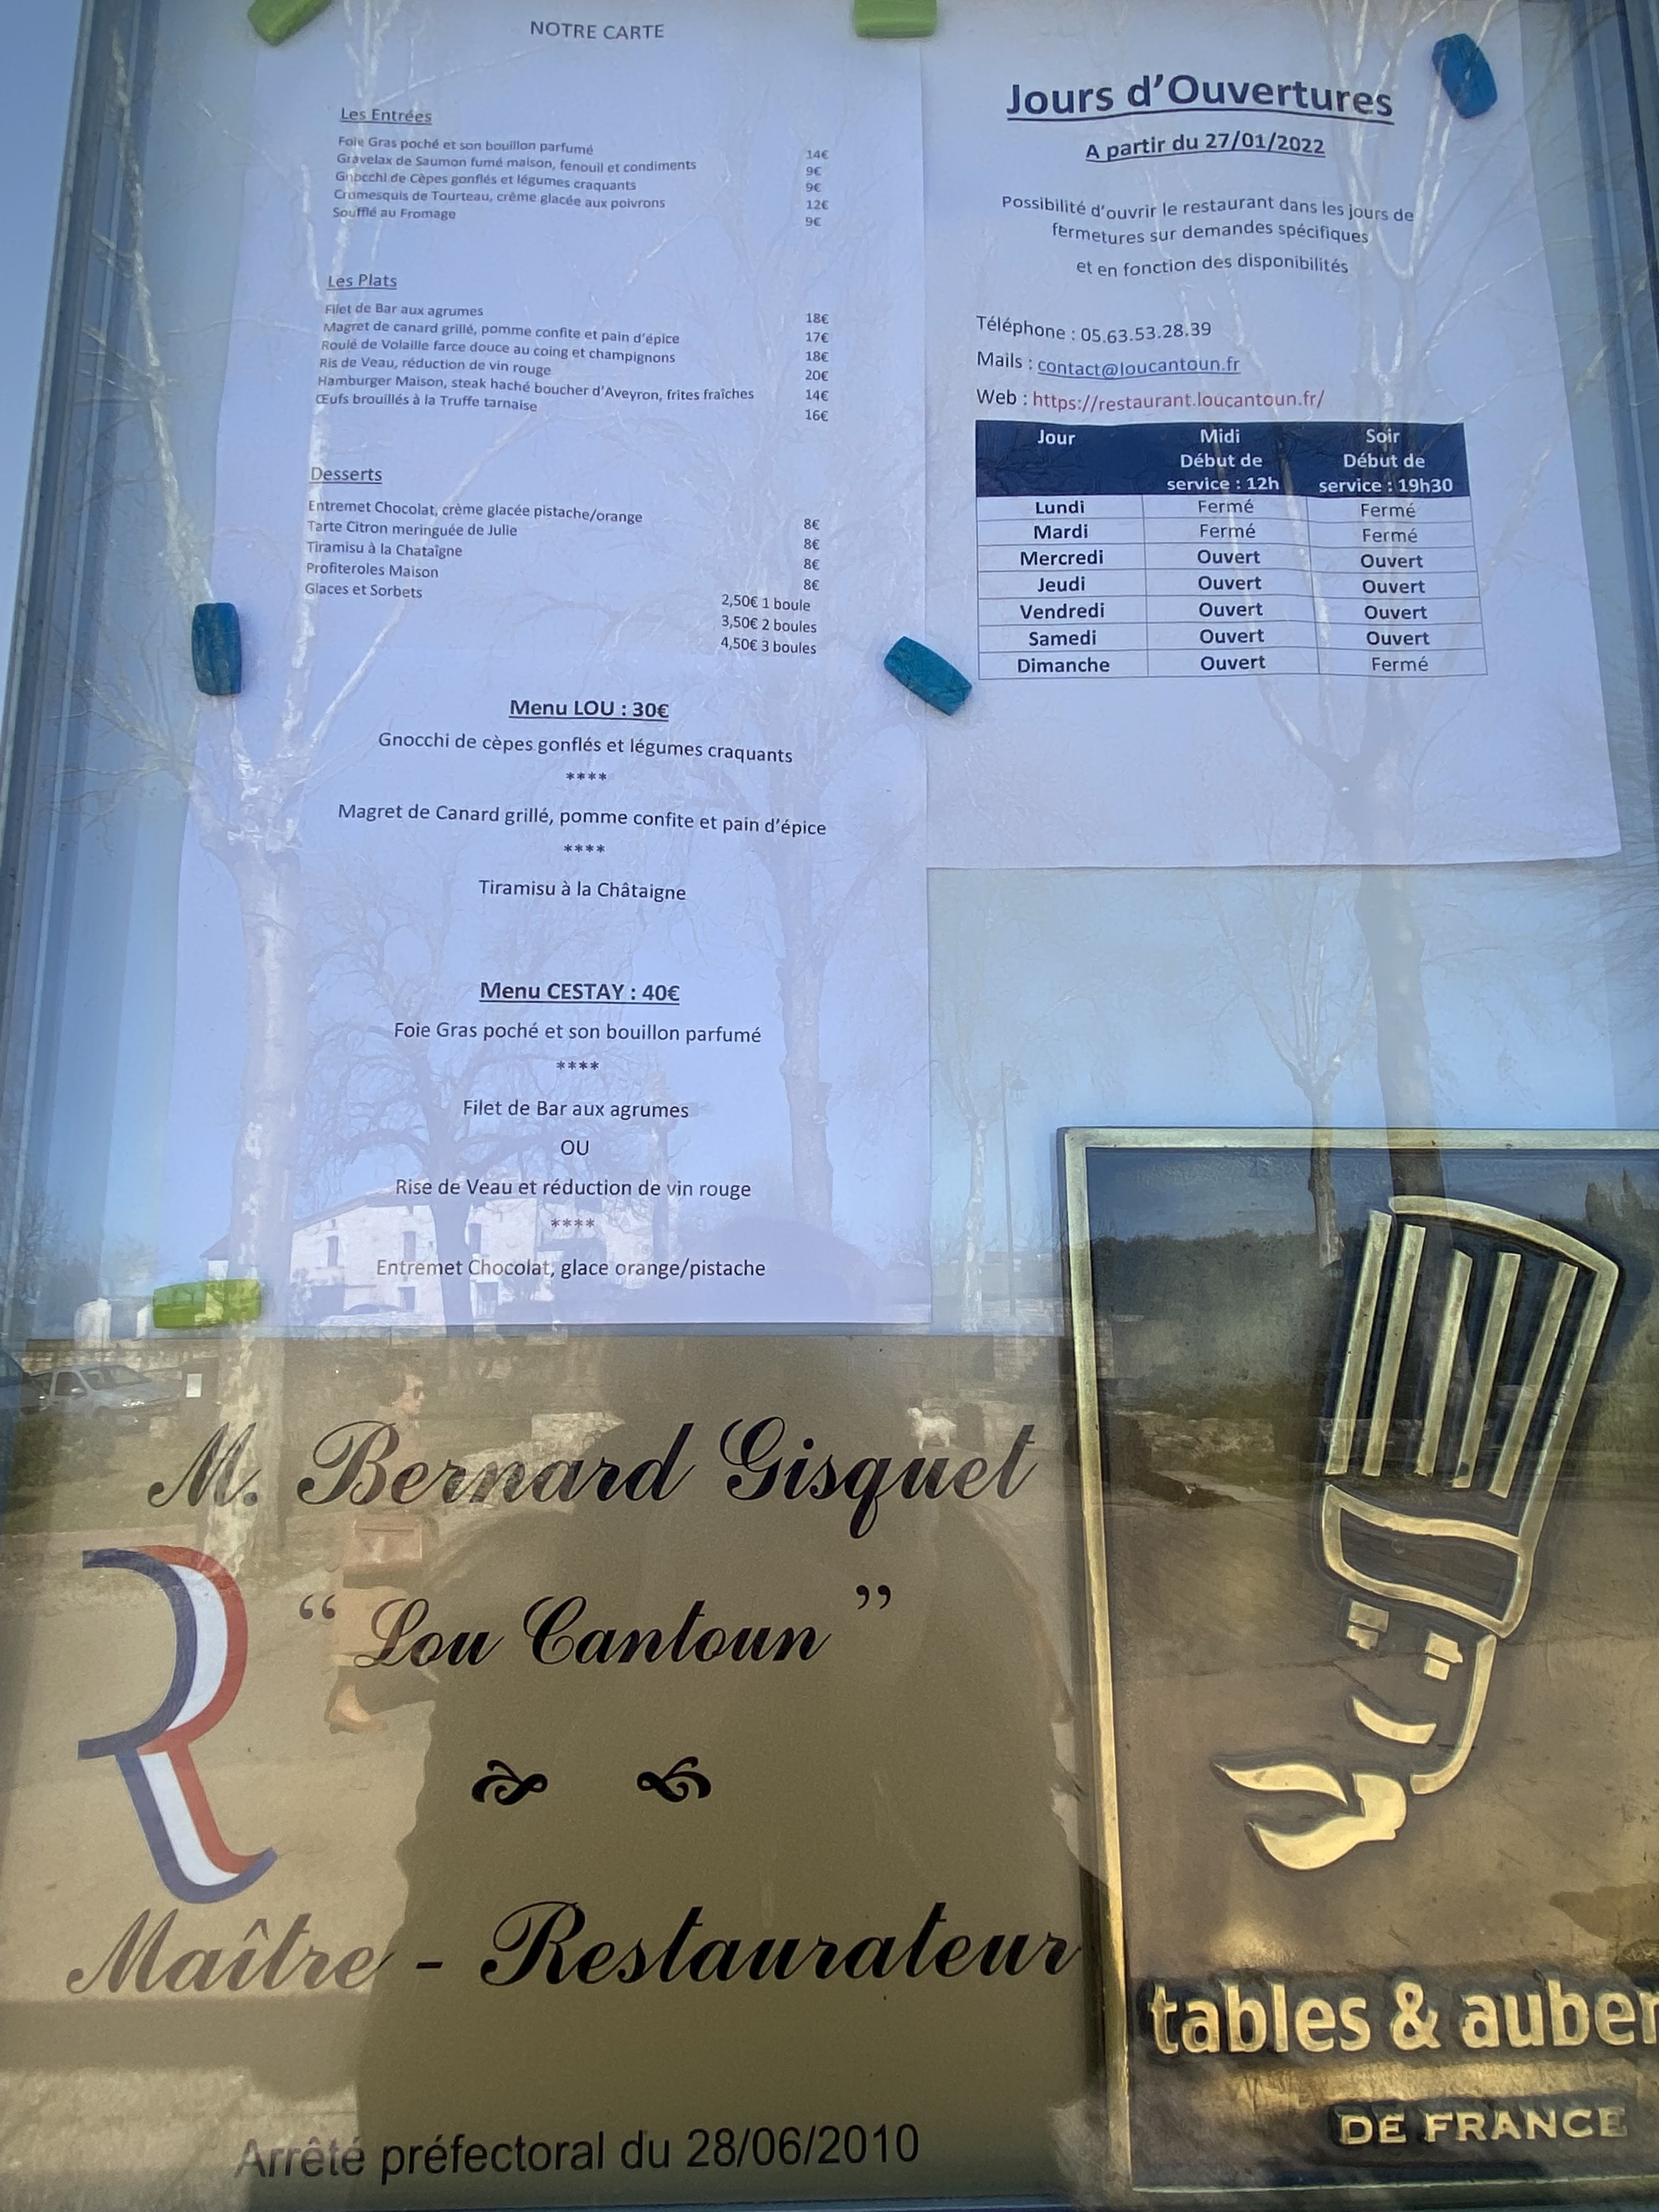 NOTRE CARTE
Les Entrées
Foie Gras poché et son bouillon parfumé 14€
Gravelax de Saumon fumé maison, fenouil et condiments 9€
Gnocchi de Cèpes gonflés et légumes craquants 9€
Cromesquis de Tourteau, crème glacée aux poivrons 12€
Soufflé au Fromage 9€
Les Plats
Filet de Bar aux agrumes 18€
Magret de canard grillé, pomme confite et pain d'épice 17€
Roulé de Volaille farce douce au coing et champignons 18€
Ris de Veau, réduction de vin rouge 20€
Hamburger Maison, steak haché boucher d'Aveyron, frites fraîches 14€
Œufs brouillés à la Truffe tarnaise 16€
Desserts
Entremet Chocolat, crème glacée pistache/orange 8€
Tarte Citron meringuée de Julie 8€
Tiramisu à la Chataîgne 8€
Profiteroles Maison 8€
Glaces et Sorbets 2,50€ 1 boule
3,50€ 2 boules
4,50€ 3 boules
Menu LOU : 30€
Gnocchi de cèpes gonflés et légumes craquants
****
Magret de Canard grillé, pomme confite et pain d'épice
****
Tiramisu à la Châtaigne
Menu CESTAY : 40€
Foie Gras poché et son bouillon parfumé
****
Filet de Bar aux agrumes
OU
Rise de Veau et réduction de vin rouge
****
Entremet Chocolat, glace orange/pistache
Jours d'Ouvertures
A partir du 27/01/2022
Possibilité d'ouvrir le restaurant dans les jours de
fermetures sur demandes spécifiques
et en fonction des disponibilités
Téléphone : 05.63.53.28.39
Mails : contact@loucantoun.fr
Web : https://restaurant.loucantoun.fr/
Jour Midi Soir
Début de Début de
service : 12h service : 19h30
Lundi Fermé Fermé
Mardi Fermé Fermé
Mercredi Ouvert Ouvert
Jeudi Ouvert Ouvert
Vendredi Ouvert Ouvert
Samedi Ouvert Ouvert
Dimanche Ouvert Fermé
M. Bernard Gisquet
“ Lou Cantoun ”
R
Maître - Restaurateur
Arrêté préfectoral du 28/06/2010
tables & auber
DE FRANCE